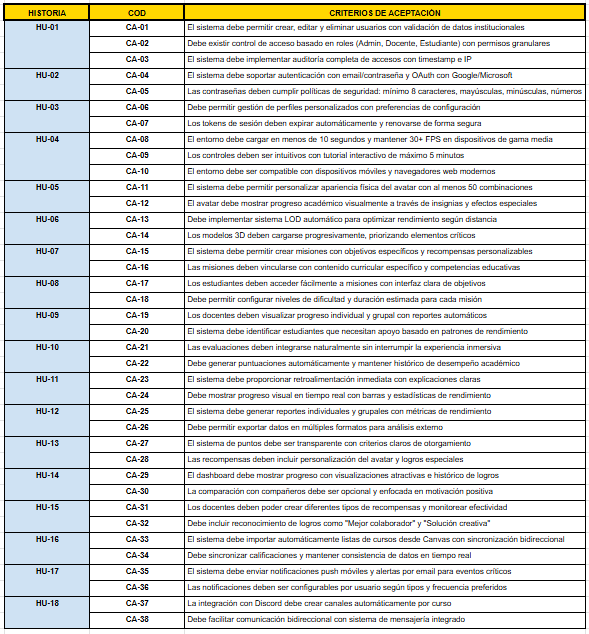 HISTORIA COD CRITERIOS DE ACEPTACIÓN
HU-01 CA-01 El sistema debe permitir crear, editar y eliminar usuarios con validación de datos institucionales
CA-02 Debe existir control de acceso basado en roles (Admin, Docente, Estudiante) con permisos granulares
CA-03 El sistema debe implementar auditoría completa de accesos con timestamp e IP
HU-02 CA-04 El sistema debe soportar autenticación con email/contraseña y OAuth con Google/Microsoft
CA-05 Las contraseñas deben cumplir políticas de seguridad: mínimo 8 caracteres, mayúsculas, minúsculas, números
HU-03 CA-06 Debe permitir gestión de perfiles personalizados con preferencias de configuración
CA-07 Los tokens de sesión deben expirar automáticamente y renovarse de forma segura
HU-04 CA-08 El entorno debe cargar en menos de 10 segundos y mantener 30+ FPS en dispositivos de gama media
CA-09 Los controles deben ser intuitivos con tutorial interactivo de máximo 5 minutos
CA-10 El entorno debe ser compatible con dispositivos móviles y navegadores web modernos
HU-05 CA-11 El sistema debe permitir personalizar apariencia física del avatar con al menos 50 combinaciones
CA-12 El avatar debe mostrar progreso académico visualmente a través de insignias y efectos especiales
HU-06 CA-13 Debe implementar sistema LOD automático para optimizar rendimiento según distancia
CA-14 Los modelos 3D deben cargarse progresivamente, priorizando elementos críticos
HU-07 CA-15 El sistema debe permitir crear misiones con objetivos específicos y recompensas personalizables
CA-16 Las misiones deben vincularse con contenido curricular específico y competencias educativas
HU-08 CA-17 Los estudiantes deben acceder fácilmente a misiones con interfaz clara de objetivos
CA-18 Debe permitir configurar niveles de dificultad y duración estimada para cada misión
HU-09 CA-19 Los docentes deben visualizar progreso individual y grupal con reportes automáticos
CA-20 El sistema debe identificar estudiantes que necesitan apoyo basado en patrones de rendimiento
HU-10 CA-21 Las evaluaciones deben integrarse naturalmente sin interrumpir la experiencia inmersiva
CA-22 Debe generar puntuaciones automáticamente y mantener histórico de desempeño académico
HU-11 CA-23 El sistema debe proporcionar retroalimentación inmediata con explicaciones claras
CA-24 Debe mostrar progreso visual en tiempo real con barras y estadísticas de rendimiento
HU-12 CA-25 El sistema debe generar reportes individuales y grupales con métricas de rendimiento
CA-26 Debe permitir exportar datos en múltiples formatos para análisis externo
HU-13 CA-27 El sistema de puntos debe ser transparente con criterios claros de otorgamiento
CA-28 Las recompensas deben incluir personalización del avatar y logros especiales
HU-14 CA-29 El dashboard debe mostrar progreso con visualizaciones atractivas e histórico de logros
CA-30 La comparación con compañeros debe ser opcional y enfocada en motivación positiva
HU-15 CA-31 Los docentes deben poder crear diferentes tipos de recompensas y monitorear efectividad
CA-32 Debe incluir reconocimiento de logros como "Mejor colaborador" y "Solución creativa"
HU-16 CA-33 El sistema debe importar automáticamente listas de cursos desde Canvas con sincronización bidireccional
CA-34 Debe sincronizar calificaciones y mantener consistencia de datos en tiempo real
HU-17 CA-35 El sistema debe enviar notificaciones push móviles y alertas por email para eventos críticos
CA-36 Las notificaciones deben ser configurables por usuario según tipos y frecuencia preferidos
HU-18 CA-37 La integración con Discord debe crear canales automáticamente por curso
CA-38 Debe facilitar comunicación bidireccional con sistema de mensajería integrado